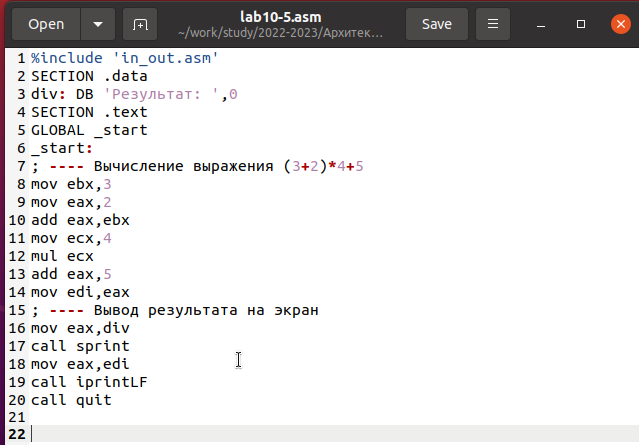 Open
lab10-5.asm
~/work/study/2022-2023/Архитек...
Save
1 %include 'in_out.asm'
2 SECTION .data
3 div: DB 'Результат: ',0
4 SECTION .text
5 GLOBAL _start
6 _start:
7 ; ---- Вычисление выражения (3+2)*4+5
8 mov ebx,3
9 mov eax,2
10 add eax,ebx
11 mov ecx,4
12 mul ecx
13 add eax,5
14 mov edi,eax
15 ; ---- Вывод результата на экран
16 mov eax,div
17 call sprint
18 mov eax,edi
19 call iprintLF
20 call quit
21
22